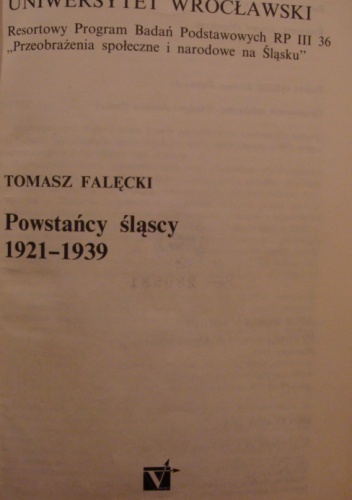 UNIWERSYTET WROCŁAWSKI
Resortowy Program Badań Podstawowych RP III 36
„Przeobrażenia społeczne i narodowe na Śląsku"
TOMASZ FALĘCKI
Powstańcy śląscy
1921–1939
V